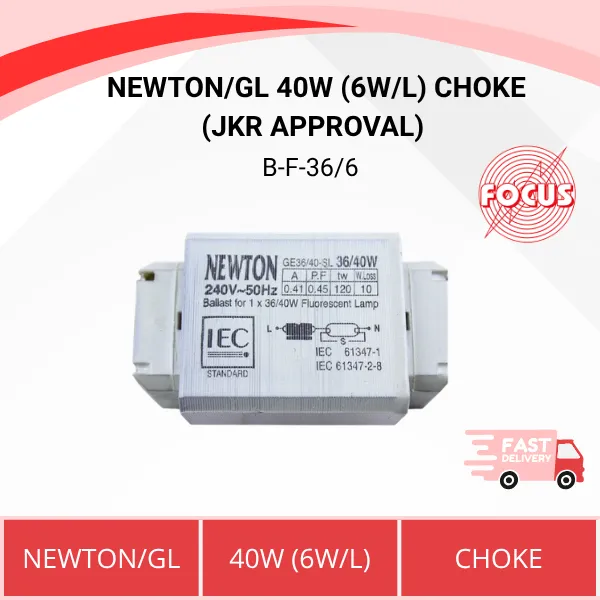 NEWTON/GL 40W (6W/L) CHOKE
(JKR APPROVAL)
B-F-36/6
FOCUS
NEWTON GE36/40-SL 36/40W
240V~50Hz
A P.F tw W.Loss
0.41 0.45 120 10
Ballast for 1 x 36/40W Fluorescent Lamp
L N
S
IEC
STANDARD
IEC 61347-1
IEC 61347-2-8
FAST
DELIVERY
NEWTON/GL 40W (6W/L) CHOKE